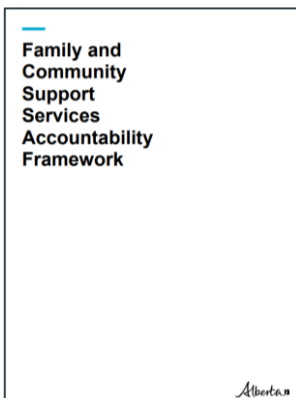 Family and
Community
Support
Services
Accountability
Framework
Alberta